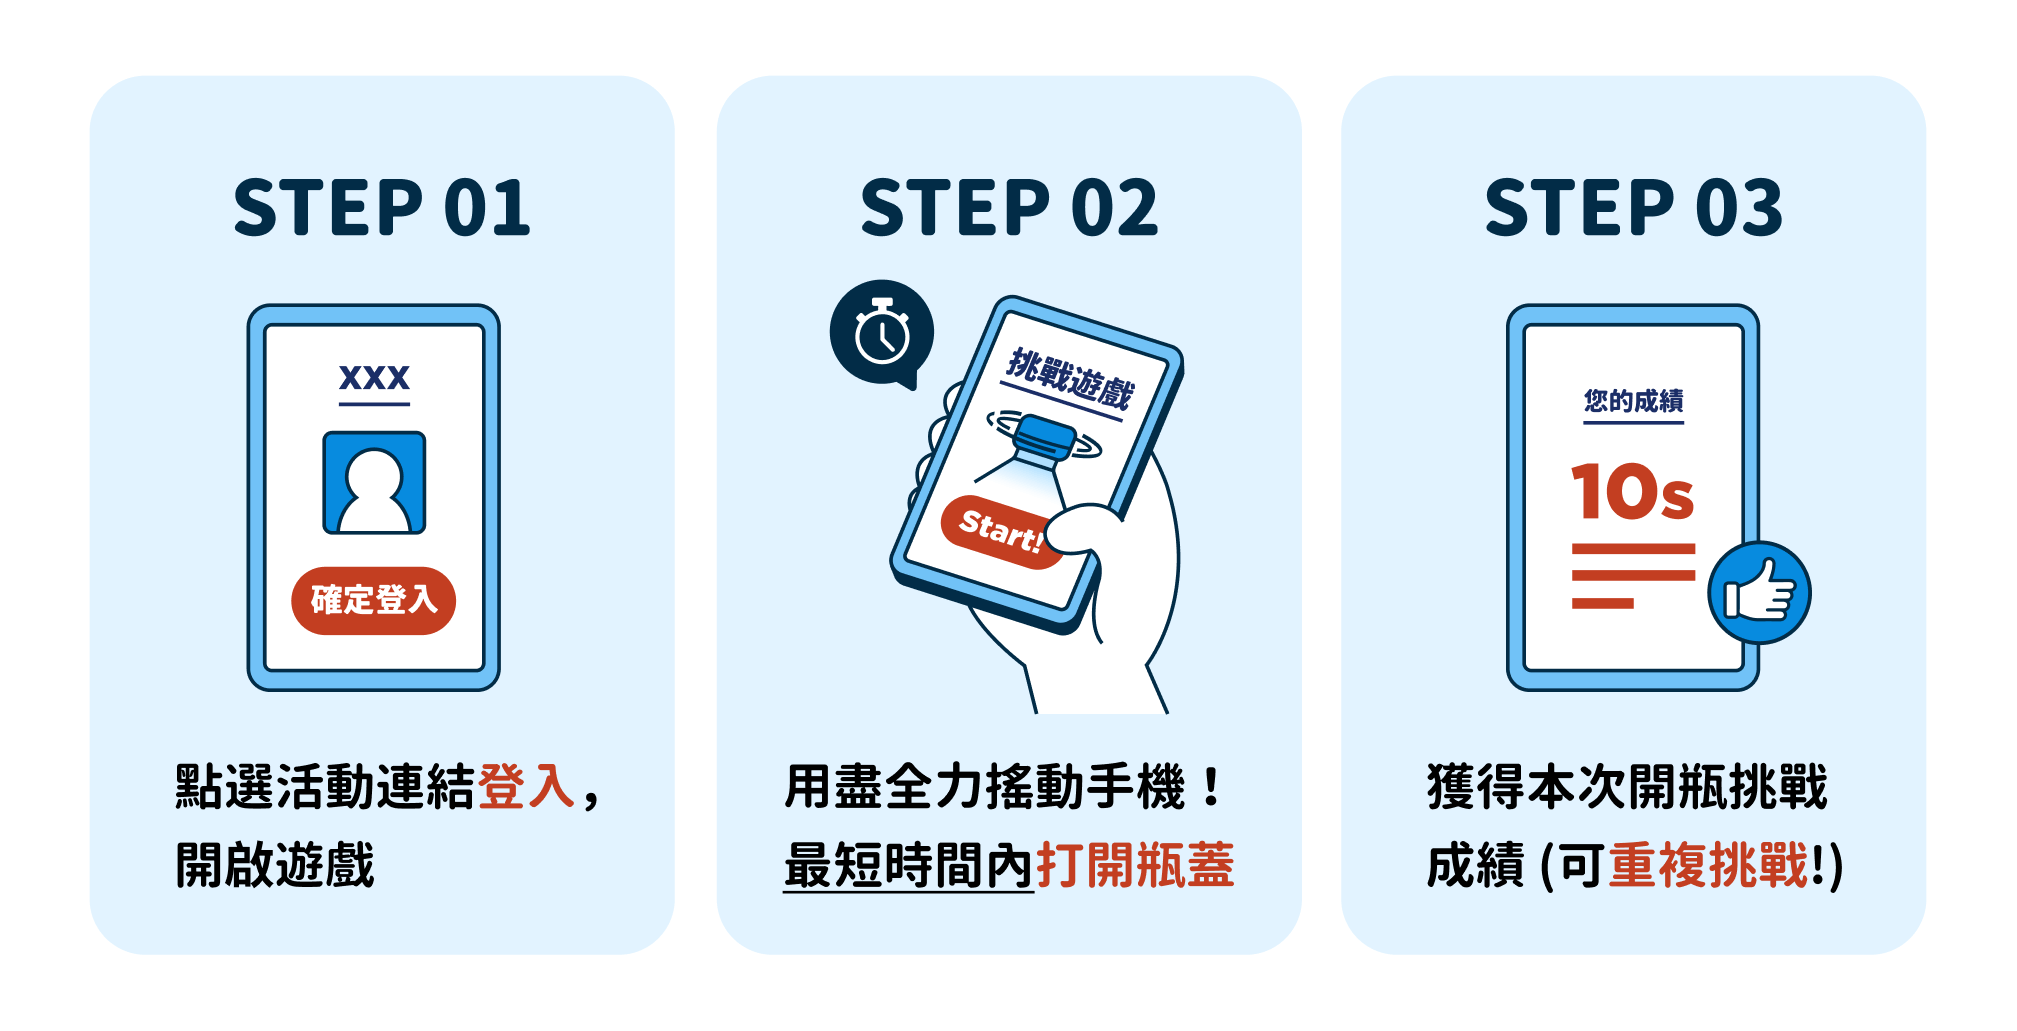 STEP 01
xxx
確定登入
點選活動連結登入，
開啟遊戲
STEP 02
挑戰遊戲
Start!
用盡全力搖動手機！
最短時間內打開瓶蓋
STEP 03
您的成績
10s
獲得本次開瓶挑戰
成績 (可重複挑戰!)